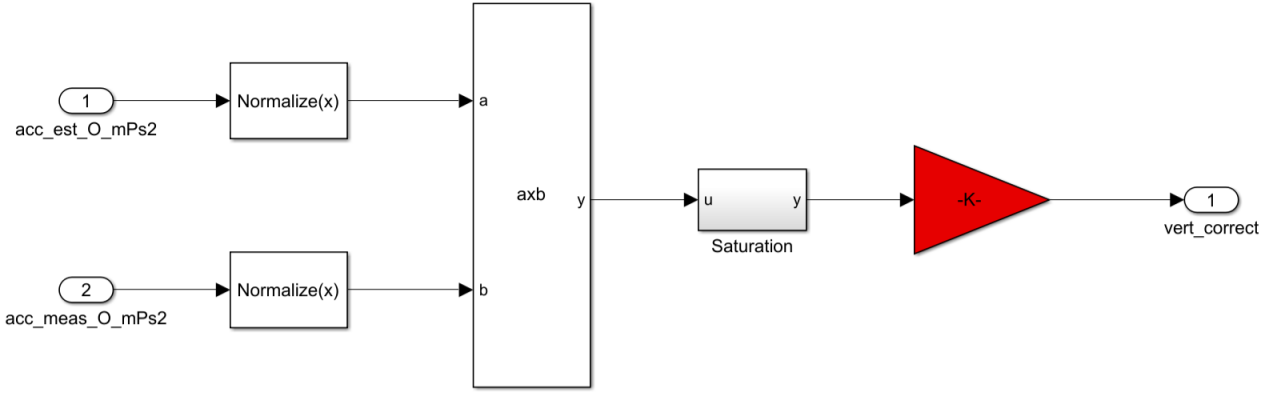 1
acc_est_O_mPs2
Normalize(x)
a
axb
y
b
2
acc_meas_O_mPs2
Normalize(x)
u
y
Saturation
-K-
1
vert_correct